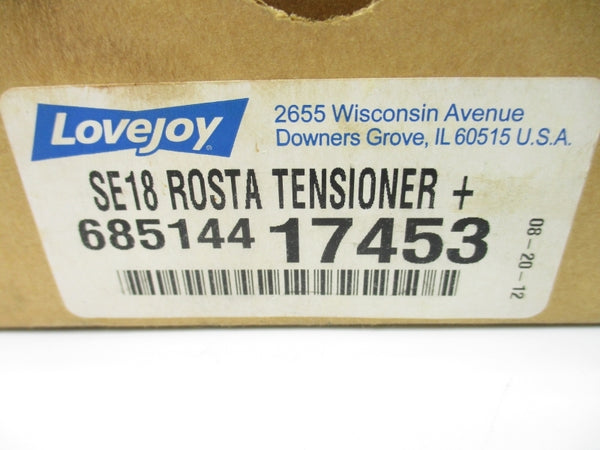 Lovejoy
2655 Wisconsin Avenue
Downers Grove, IL 60515 U.S.A.
SE18 ROSTA TENSIONER +
685144 17453
08-20-12